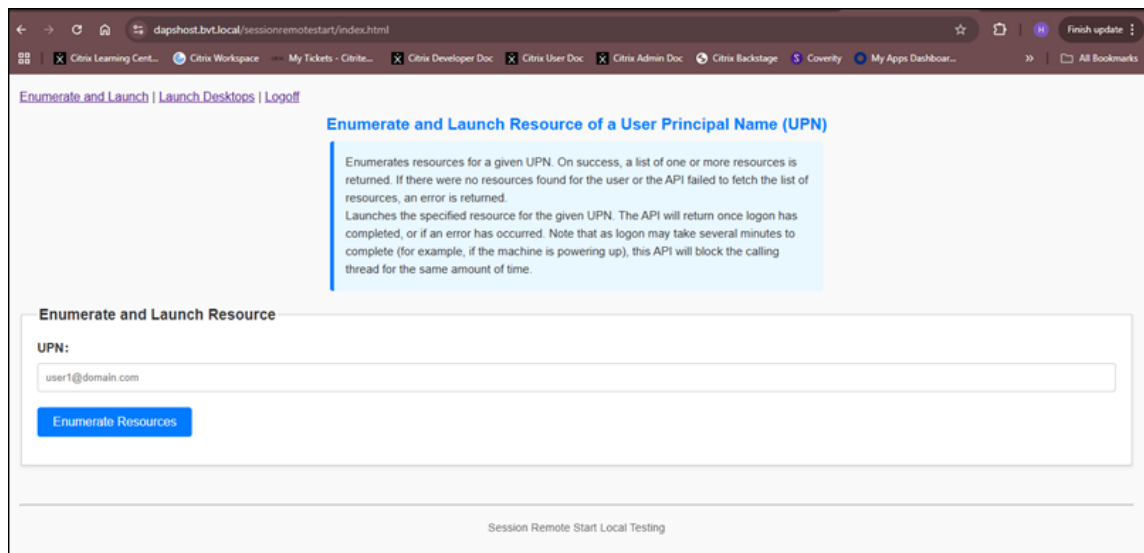 dapshost.bvt.local/sessionremotestart/index.html
H
Finish update
Citrix Learning Cent...
Citrix Workspace
My Tickets - Citrite...
Citrix Developer Doc
Citrix User Doc
Citrix Admin Doc
Citrix Backstage
S
Coverity
My Apps Dashboar...
»
All Bookmarks
Enumerate and Launch | Launch Desktops | Logoff
Enumerate and Launch Resource of a User Principal Name (UPN)
Enumerates resources for a given UPN. On success, a list of one or more resources is
returned. If there were no resources found for the user or the API failed to fetch the list of
resources, an error is returned.
Launches the specified resource for the given UPN. The API will return once logon has
completed, or if an error has occurred. Note that as logon may take several minutes to
complete (for example, if the machine is powering up), this API will block the calling
thread for the same amount of time.
Enumerate and Launch Resource
UPN:
user1@domain.com
Enumerate Resources
Session Remote Start Local Testing